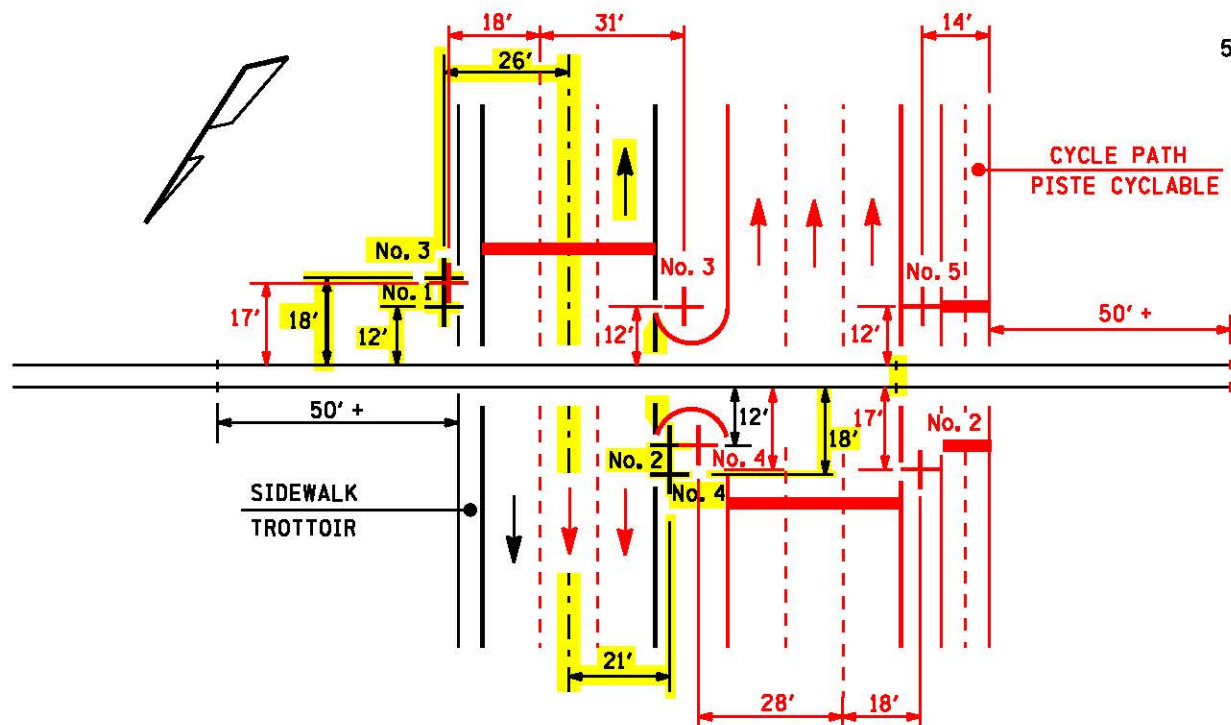 18' 31' 14'
26' 5
CYCLE PATH
PISTE CYCLABLE
No. 3
No. 3 No. 5
No. 1
17' 18' 12' 12' 12' 50' +
50' + 12' 17'
18' No. 2
No. 2 No. 4
No. 4
SIDEWALK
TROTTOIR
21'
28' 18'